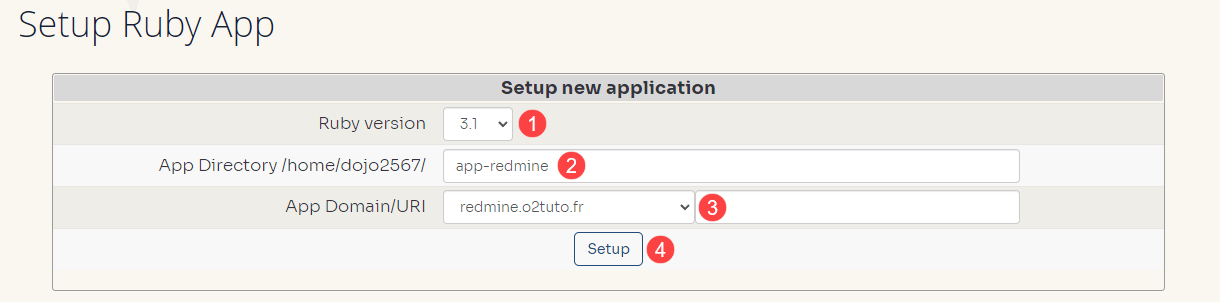 Setup Ruby App
Setup new application
Ruby version 3.1 1
App Directory /home/dojo2567/ app-redmine 2
App Domain/URI redmine.o2tuto.fr 3
Setup 4